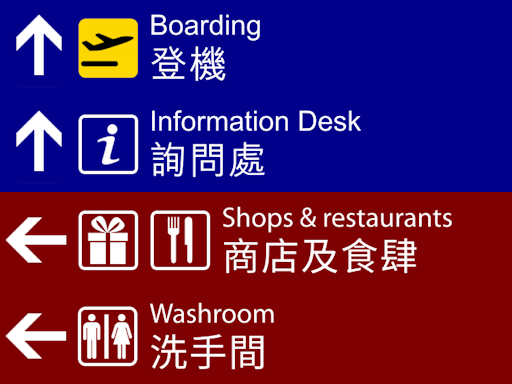 Boarding
登機
Information Desk
詢問處
Shops & restaurants
商店及食肆
Washroom
洗手間